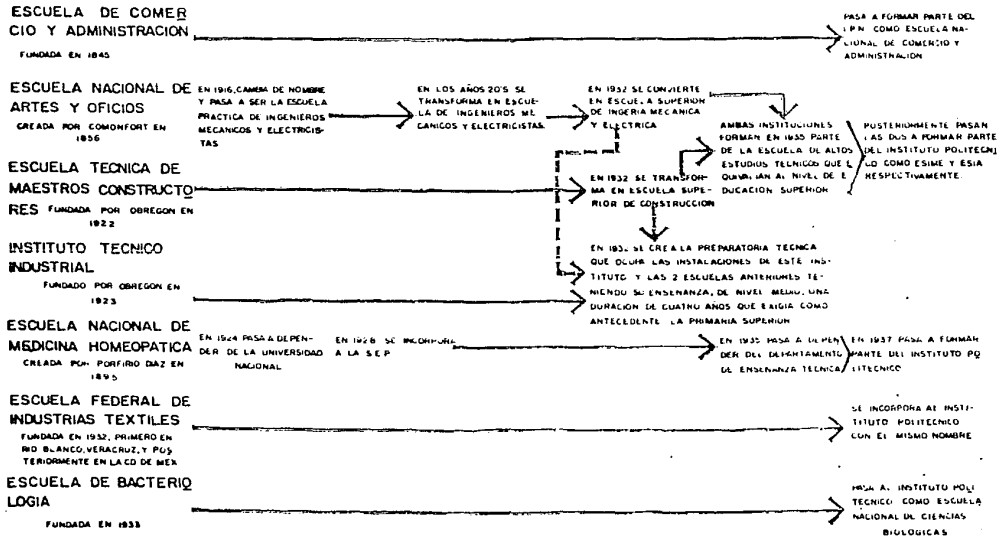 ESCUELA DE COMER
CIO Y ADMINISTRACION
FUNDADA EN 1845
PASA A FORMAR PARTE DEL
I.P.N. COMO ESCUELA NA-
CIONAL DE COMERCIO Y
ADMINISTRACION
ESCUELA NACIONAL DE
ARTES Y OFICIOS
CREADA POR COMONFORT EN
1856
EN 1916, CAMBIA DE NOMBRE
Y PASA A SER LA ESCUELA
PRACTICA DE INGENIEROS
MECANICOS Y ELECTRICIS-
TAS
EN LOS AÑOS 20'S SE
TRANSFORMA EN ESCUE-
LA DE INGENIEROS ME
CANICOS Y ELECTRICISTAS
EN 1932 SE CONVIERTE
EN ESCUELA SUPERIOR
DE INGERIA MECANICA
Y ELECTRICA
AMBAS INSTITUCIONES
FORMAN EN 1935 PARTE
DE LA ESCUELA DE ALTOS
ESTUDIOS TECNICOS QUE E
QUIVALIAN AL NIVEL DE E
DUCACION SUPERIOR
POSTERIORMENTE PASAN
LAS DOS A FORMAR PARTE
DEL INSTITUTO POLITECNI
CO COMO ESIME Y ESIA
RESPECTIVAMENTE.
ESCUELA TECNICA DE
MAESTROS CONSTRUCTO
RES FUNDADA POR OBREGON EN
1922
EN 1932 SE TRANSFOR-
MA EN ESCUELA SUPE-
RIOR DE CONSTRUCCION
INSTITUTO TECNICO
INDUSTRIAL
FUNDADO POR OBREGON EN
1923
EN SE CREA LA PREPARATORIA TECNICA
QUE OCUPA LAS INSTALACIONES DE ESTE INS-
TITUTO Y LAS 2 ESCUELAS ANTERIORES TE-
NIENDO SU ENSEÑANZA, DE NIVEL MEDIO, UNA
DURACION DE CUATRO AÑOS QUE EXIGIA COMO
ANTECEDENTE LA PRIMARIA SUPERIOR
ESCUELA NACIONAL DE
MEDICINA HOMEOPATICA
CREADA POR PORFIRIO DIAZ EN
1895
EN 1924 PASA A DEPEN-
DER DE LA UNIVERSIDAD
NACIONAL
EN 1928 SE INCORPORA
A LA S.E.P
EN 1935 PASA A DEPEN
DER DEL DEPARTAMENTO
DE ENSEÑANZA TECNICA
EN 1937 PASA A FORMAR
PARTE DEL INSTITUTO PO
LITECNICO
ESCUELA FEDERAL DE
INDUSTRIAS TEXTILES
FUNDADA EN 1932, PRIMERO EN
RIO BLANCO, VERACRUZ, Y POS
TERIORMENTE EN LA CD DE MEX
SE INCORPORA AL INSTI-
TITUTO POLITECNICO
CON EL MISMO NOMBRE
ESCUELA DE BACTERIO
LOGIA
FUNDADA EN 1933
PASA AL INSTITUTO POLI
TECNICO COMO ESCUELA
NACIONAL DE CIENCIAS
BIOLOGICAS